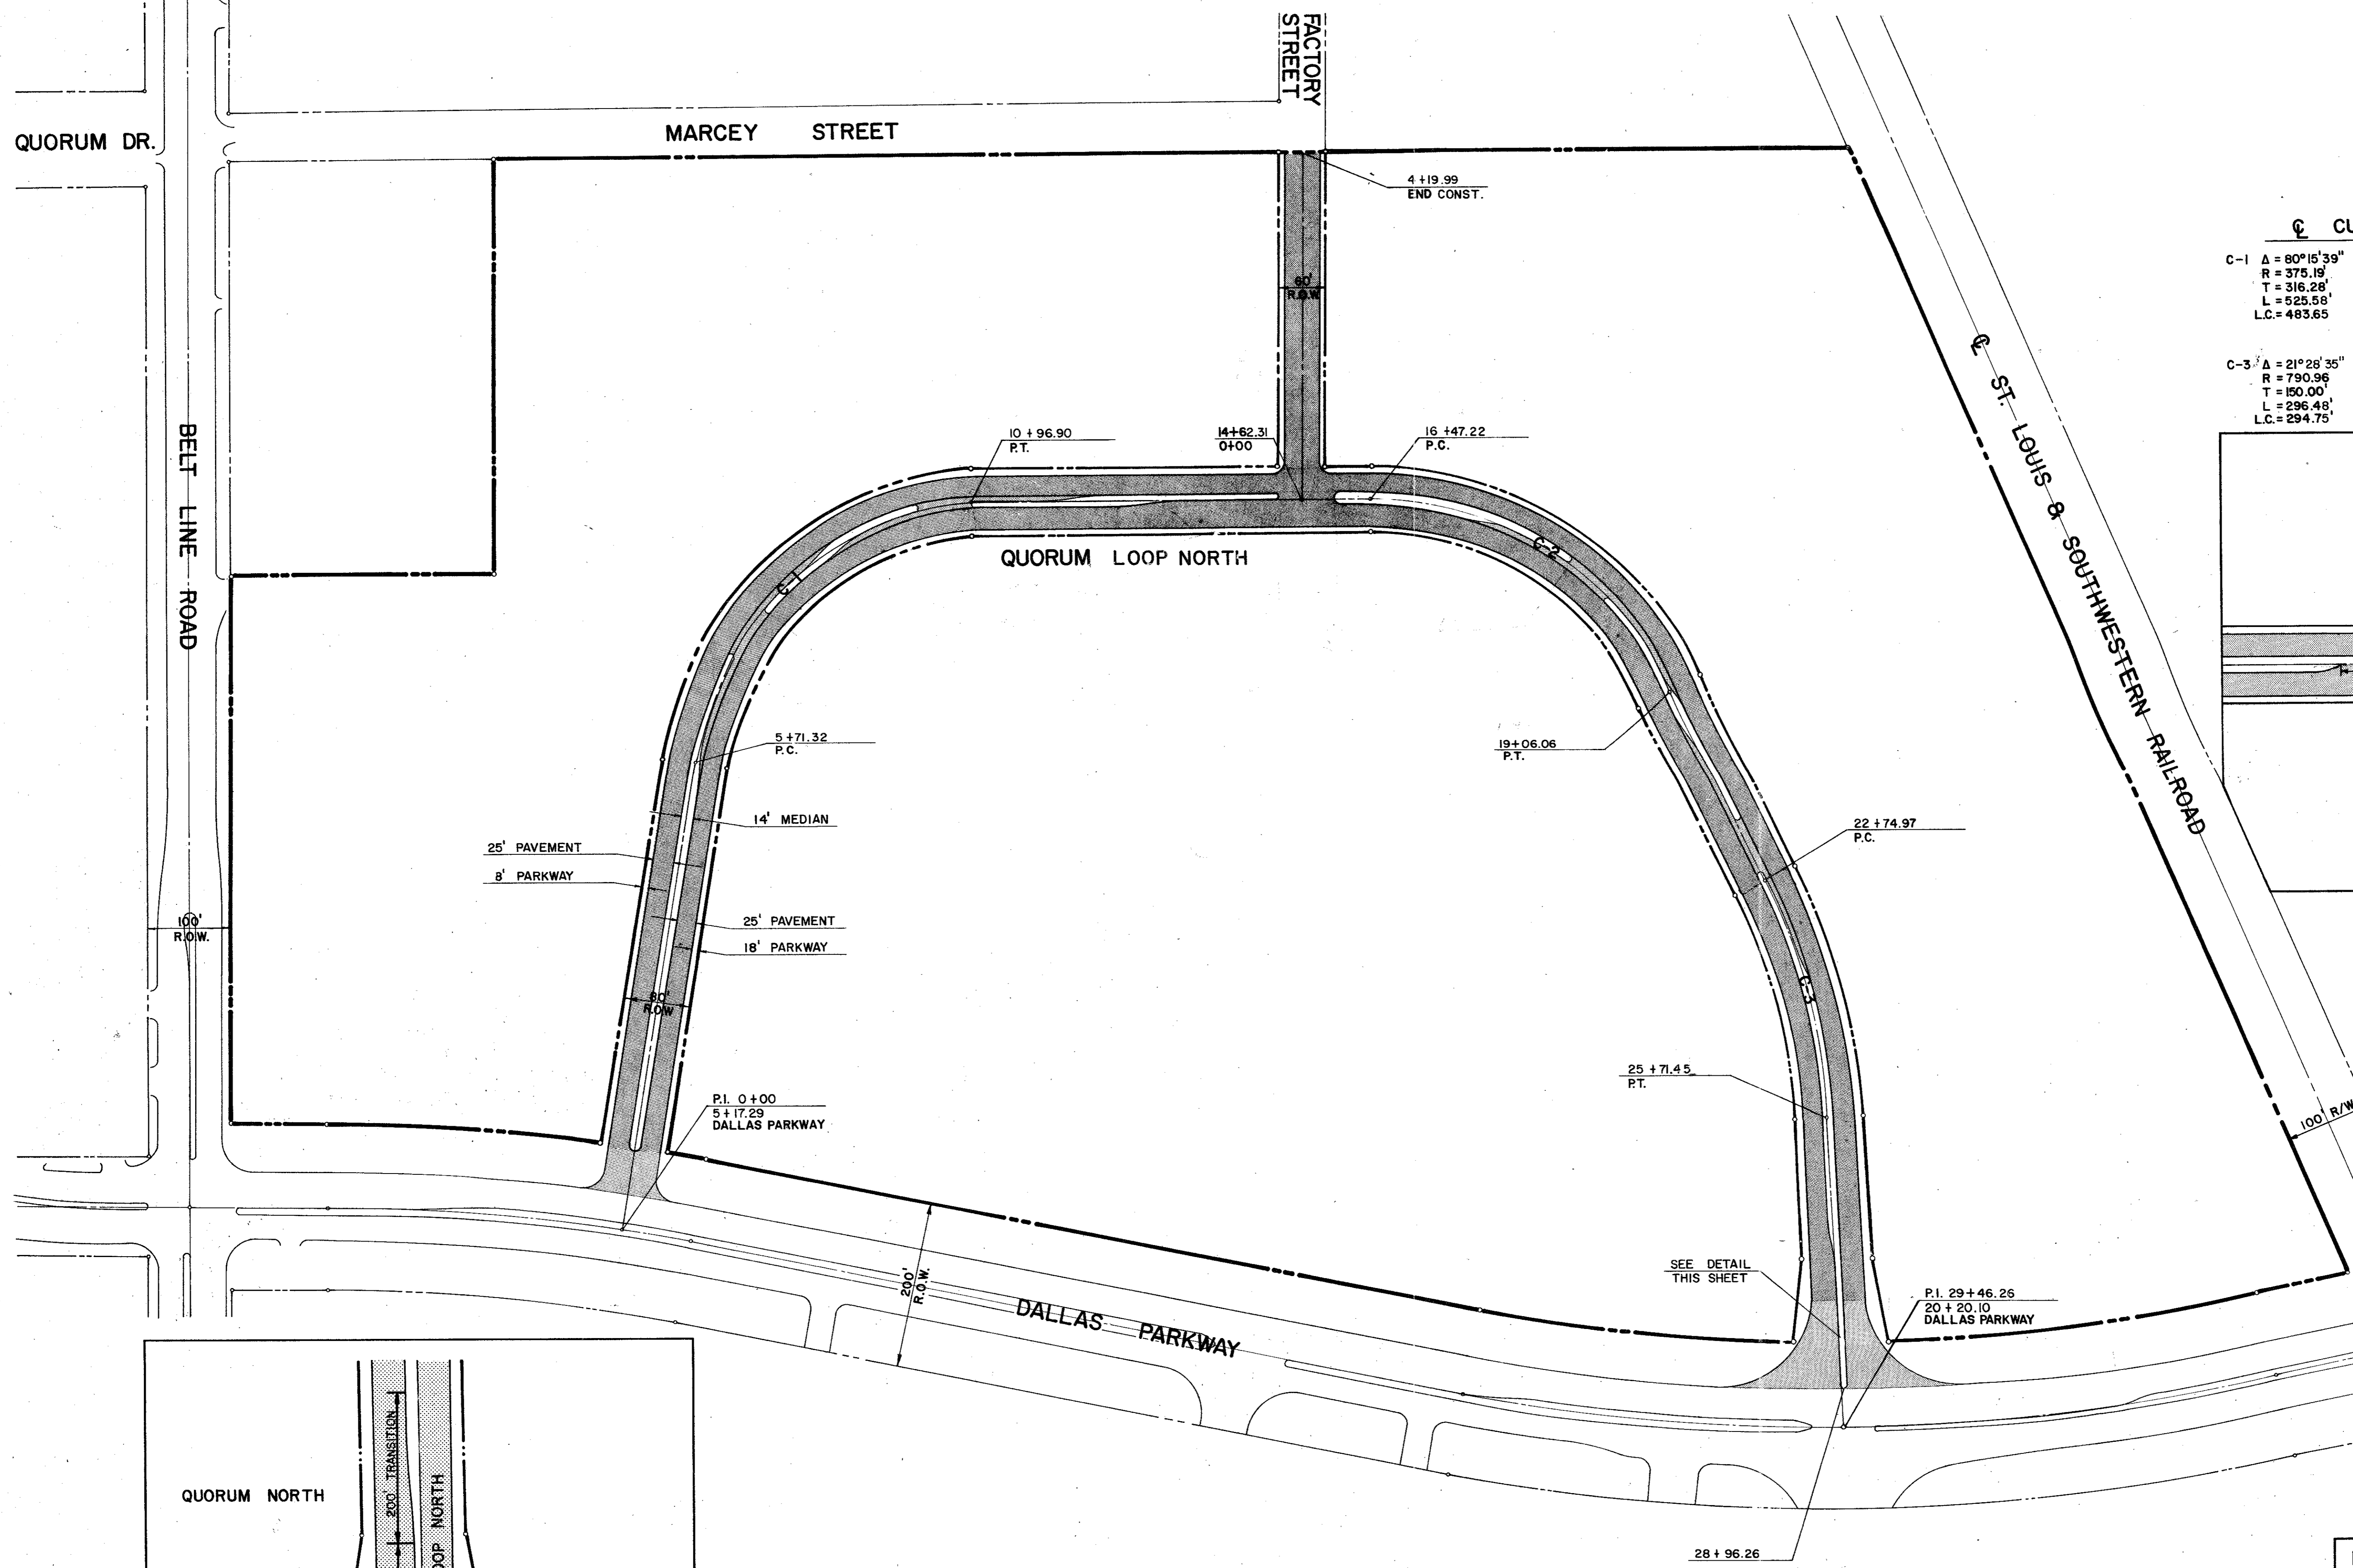 FACTORY
STREET
QUORUM DR.
MARCEY STREET
4+19.99
END CONST.
60'
R.O.W.
℄ CU
C-1 Δ = 80°15'39"
R = 375.19'
T = 316.28'
L = 525.58'
L.C. = 483.65
C-3 Δ = 21°28'35"
R = 790.96
T = 150.00'
L = 296.48'
L.C. = 294.75'
℄ ST. LOUIS & SOUTHWESTERN RAILROAD
BELT LINE ROAD
10 + 96.90
P.T.
14+62.31
0+00
16 +47.22
P.C.
C-1
C-2
QUORUM LOOP NORTH
5+71.32
P.C.
19+06.06
P.T.
14' MEDIAN
25' PAVEMENT
8' PARKWAY
22 +74.97
P.C.
100'
R.O.W.
25' PAVEMENT
18' PARKWAY
80'
R.O.W
C-3
25 +71.45
P.T.
P.I. 0+00
5+17.29
DALLAS PARKWAY
100' R/W
200'
R.O.W.
DALLAS PARKWAY
SEE DETAIL
THIS SHEET
P.I. 29+46.26
20 + 20.10
DALLAS PARKWAY
QUORUM NORTH
200' TRANSITION
OOP NORTH
28 + 96.26